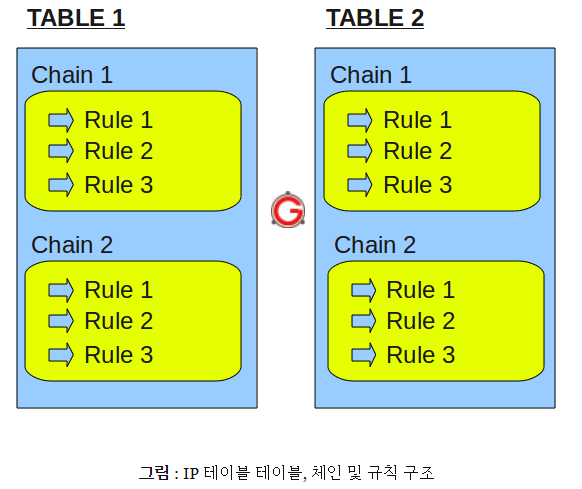 TABLE 1
Chain 1
Rule 1
Rule 2
Rule 3
Chain 2
Rule 1
Rule 2
Rule 3
TABLE 2
Chain 1
Rule 1
Rule 2
Rule 3
Chain 2
Rule 1
Rule 2
Rule 3
G
그림 : IP 테이블 테이블, 체인 및 규칙 구조